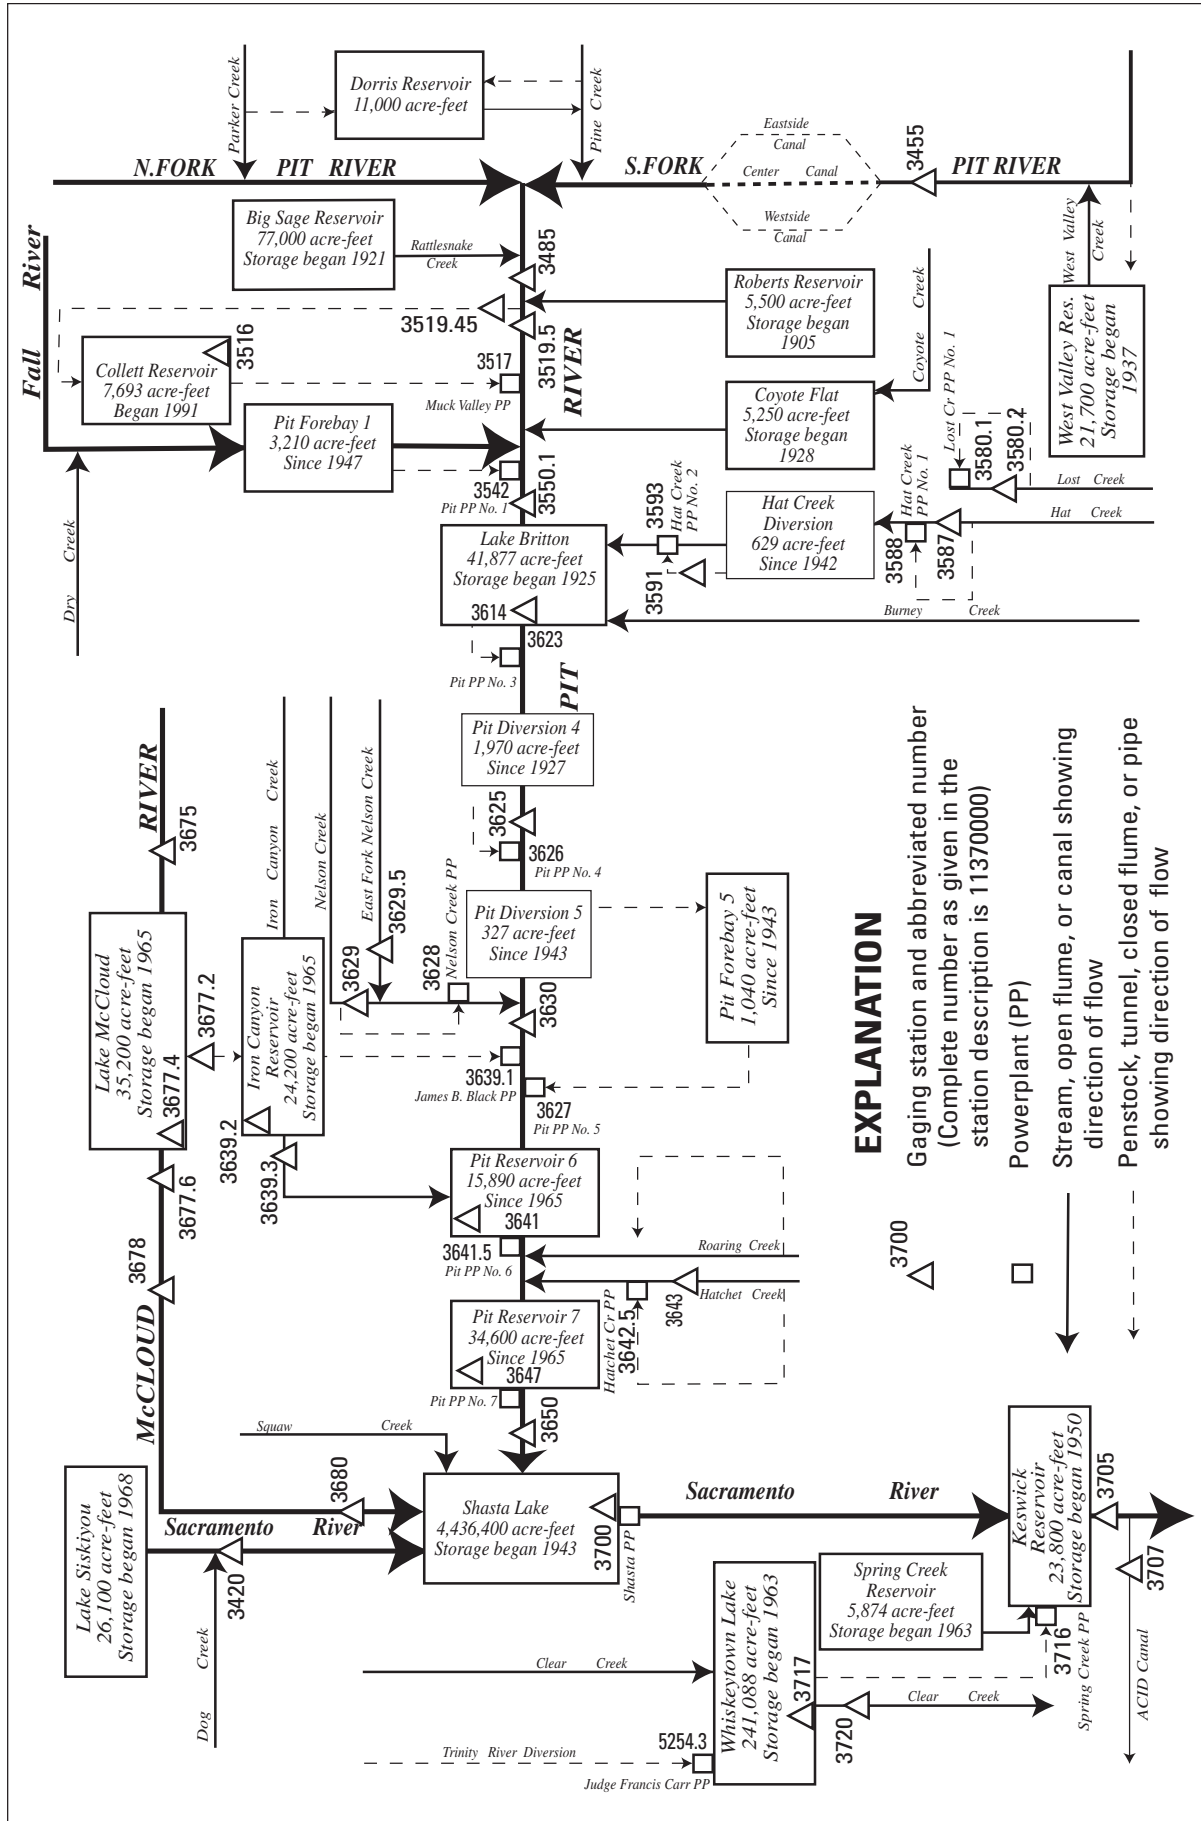 Parker Creek
Dorris Reservoir
11,000 acre-feet
Pine Creek
N.FORK PIT RIVER
S.FORK PIT RIVER
Eastside
Canal
Center Canal
Westside
Canal
3455
West Valley
Creek
West Valley Res.
21,700 acre-feet
Storage began
1937
Big Sage Reservoir
77,000 acre-feet
Storage began 1921
Rattlesnake
Creek
3485
Fall River
3519.45
3519.5
RIVER
Roberts Reservoir
5,500 acre-feet
Storage began
1905
Coyote Creek
Collett Reservoir
7,693 acre-feet
Began 1991
3516
3517
Muck Valley PP
Coyote Flat
5,250 acre-feet
Storage began
1928
Pit Forebay 1
3,210 acre-feet
Since 1947
3542
Pit PP No. 1
3550.1
Lost Cr PP No. 1
3580.1
3580.2
Lost Creek
Hat Creek
Diversion
629 acre-feet
Since 1942
Hat Creek
PP No. 1
3588
3587
Hat Creek
3593
Hat Creek
PP No. 2
3591
Burney Creek
Dry Creek
Lake Britton
41,877 acre-feet
Storage began 1925
3614
3623
Pit PP No. 3
PIT
Pit Diversion 4
1,970 acre-feet
Since 1927
3625
3626
Pit PP No. 4
Pit Diversion 5
327 acre-feet
Since 1943
Pit Forebay 5
1,040 acre-feet
Since 1943
RIVER
3675
Iron Canyon Creek
Nelson Creek
East Fork Nelson Creek
3629.5
3629
3628
Nelson Creek PP
3630
Lake McCloud
35,200 acre-feet
Storage began 1965
3677.4
3677.2
Iron Canyon
Reservoir
24,200 acre-feet
Storage began 1965
3639.2
3639.3
3639.1
James B. Black PP
3627
Pit PP No. 5
3677.6
3678
McCLOUD
Pit Reservoir 6
15,890 acre-feet
Since 1965
3641
3641.5
Pit PP No. 6
Roaring Creek
3643
Hatchet Creek
Hatchet Cr PP
3642.5
Pit Reservoir 7
34,600 acre-feet
Since 1965
3647
Pit PP No. 7
3650
Squaw Creek
EXPLANATION
3700
Gaging station and abbreviated number
(Complete number as given in the
station description is 11370000)
Powerplant (PP)
Stream, open flume, or canal showing
direction of flow
Penstock, tunnel, closed flume, or pipe
showing direction of flow
Lake Siskiyou
26,100 acre-feet
Storage began 1968
Sacramento River
3680
3420
Dog Creek
Shasta Lake
4,436,400 acre-feet
Storage began 1943
3700
Shasta PP
Sacramento River
Keswick
Reservoir
23,800 acre-feet
Storage began 1950
3705
3707
ACID Canal
Spring Creek
Reservoir
5,874 acre-feet
Storage began 1963
3716
Spring Creek PP
Whiskeytown Lake
241,088 acre-feet
Storage began 1963
3717
3720
Clear Creek
Clear Creek
Trinity River Diversion
5254.3
Judge Francis Carr PP